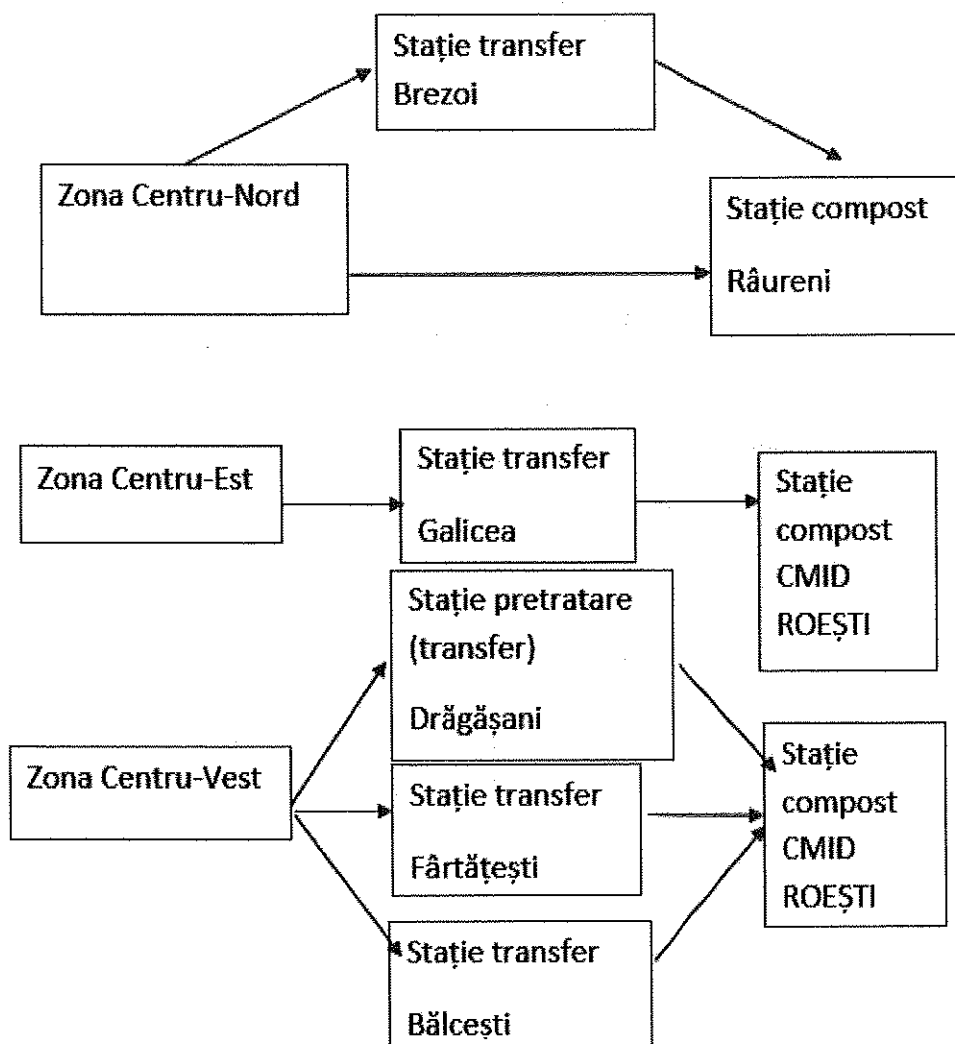 Stație transfer
Brezoi
Zona Centru-Nord
Stație compost
Râureni
Zona Centru-Est
Stație transfer
Galicea
Stație
compost
CMID
ROEȘTI
Zona Centru-Vest
Stație pretratare
(transfer)
Drăgășani
Stație transfer
Fârtățești
Stație transfer
Bălcești
Stație
compost
CMID
ROEȘTI